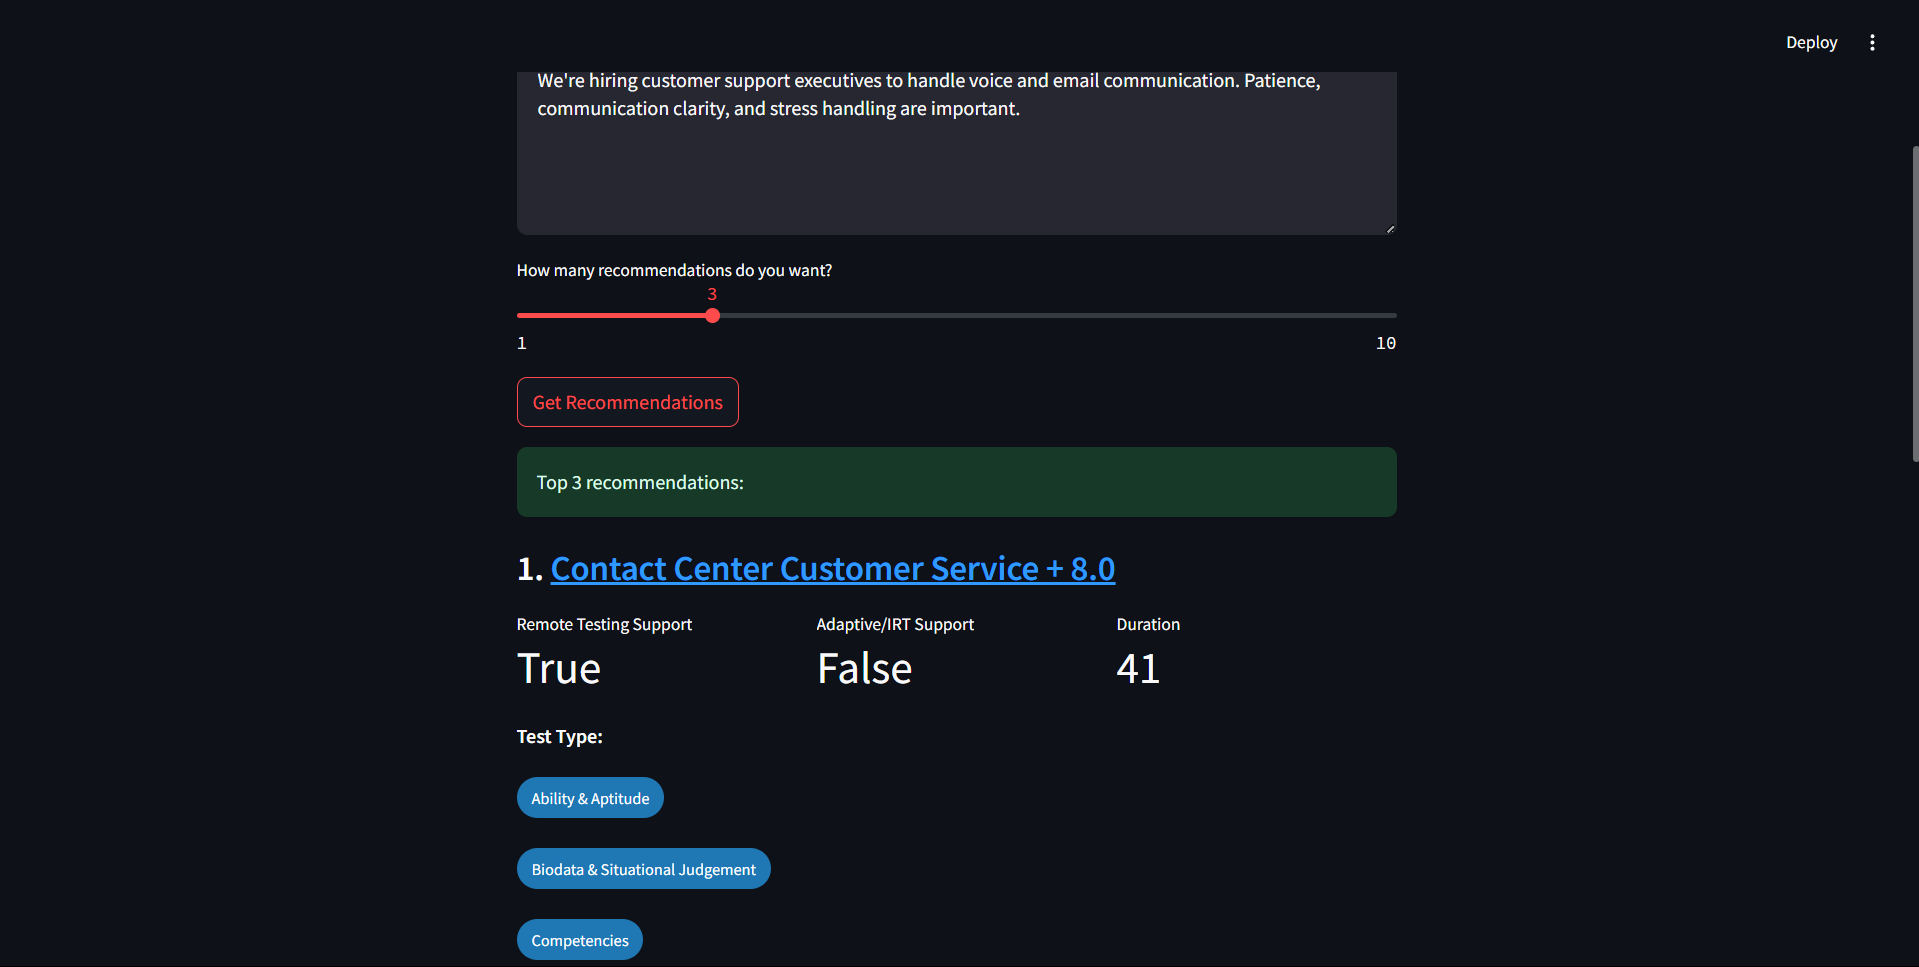 Deploy
We're hiring customer support executives to handle voice and email communication. Patience,
communication clarity, and stress handling are important.
How many recommendations do you want?
3
1 10
Get Recommendations
Top 3 recommendations:
1. Contact Center Customer Service + 8.0
Remote Testing Support Adaptive/IRT Support Duration
True False 41
Test Type:
Ability & Aptitude
Biodata & Situational Judgement
Competencies